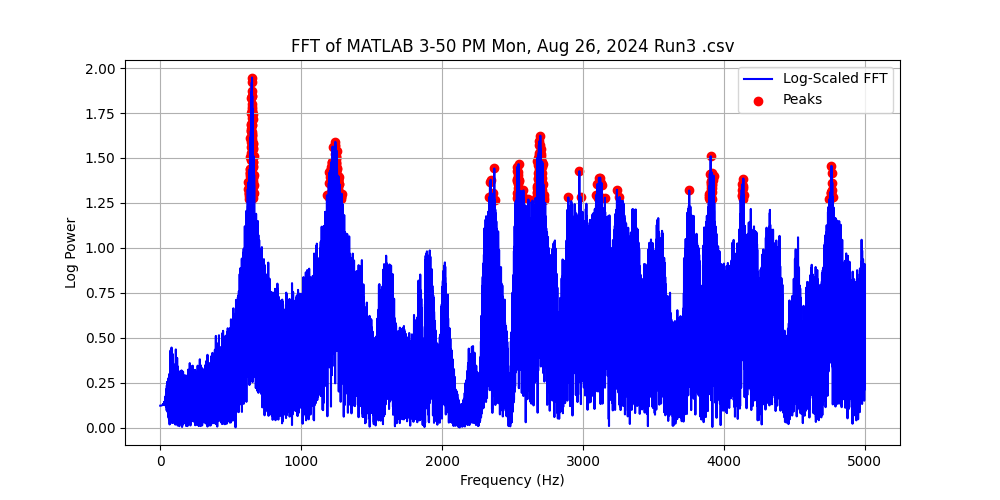 FFT of MATLAB 3-50 PM Mon, Aug 26, 2024 Run3 .csv
Log-Scaled FFT
Peaks
2.00
1.75
1.50
1.25
1.00
0.75
0.50
0.25
0.00
Log Power
0 1000 2000 3000 4000 5000
Frequency (Hz)